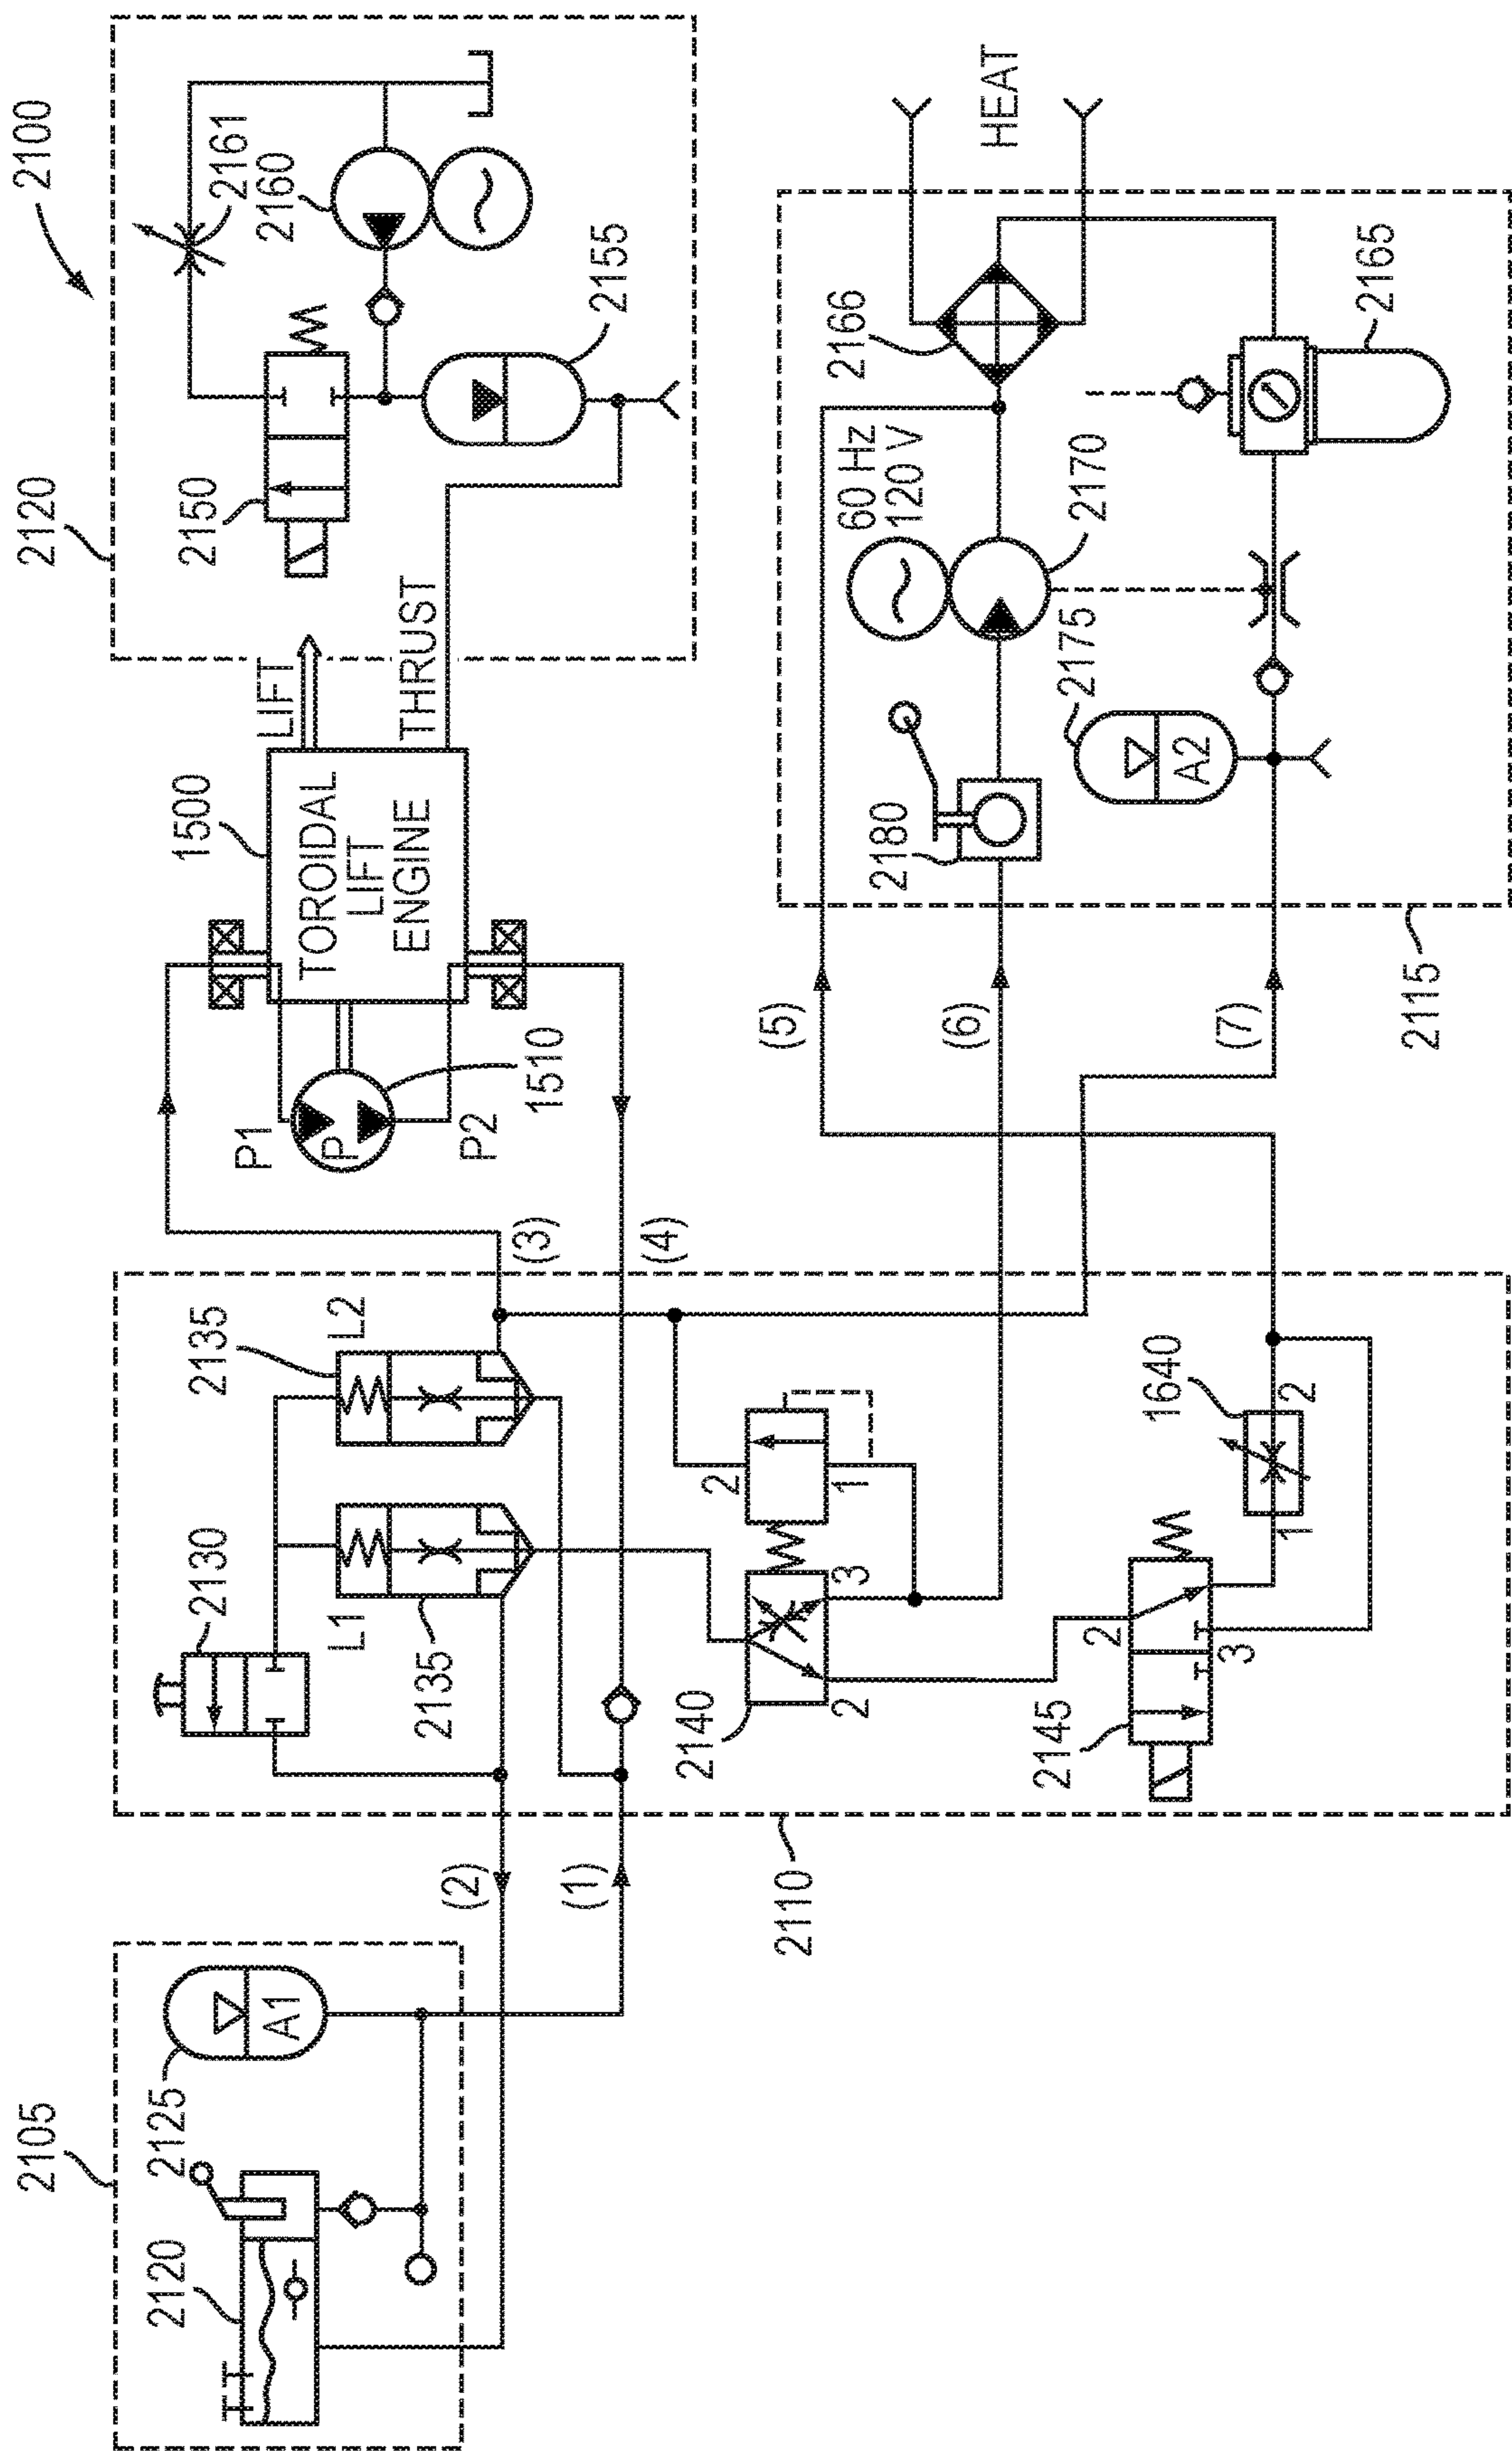 2100
2105
2120
2125
A1
(2)
(1)
2110
2130
L1
2135
2135
L2
(3)
(4)
2140
2
3
2
1
2145
2
3
1
1640
2
P1
P
P2
1510
1500
TOROIDAL
LIFT
ENGINE
LIFT
THRUST
2120
2150
2161
2160
2155
(5)
(6)
(7)
2115
2180
2175
A2
60 Hz
120 V
2170
2166
2165
HEAT